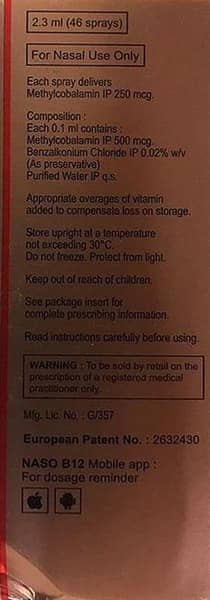 2.3 ml (46 sprays)
For Nasal Use Only
Each spray delivers
Methylcobalamin IP 250 mcg.
Composition :
Each 0.1 ml contains :
Methylcobalamin IP 500 mcg.
Benzalkonium Chloride IP 0.02% w/v
(As preservative)
Purified Water IP q.s.
Appropriate overages of vitamin
added to compensate loss on storage.
Store upright at a temperature
not exceeding 30°C.
Do not freeze. Protect from light.
Keep out of reach of children.
See package insert for
complete prescribing information.
Read instructions carefully before using.
WARNING : To be sold by retail on the
prescription of a registered medical
practitioner only.
Mfg. Lic. No. : G/357
European Patent No. : 2632430
NASO B12 Mobile app :
For dosage reminder